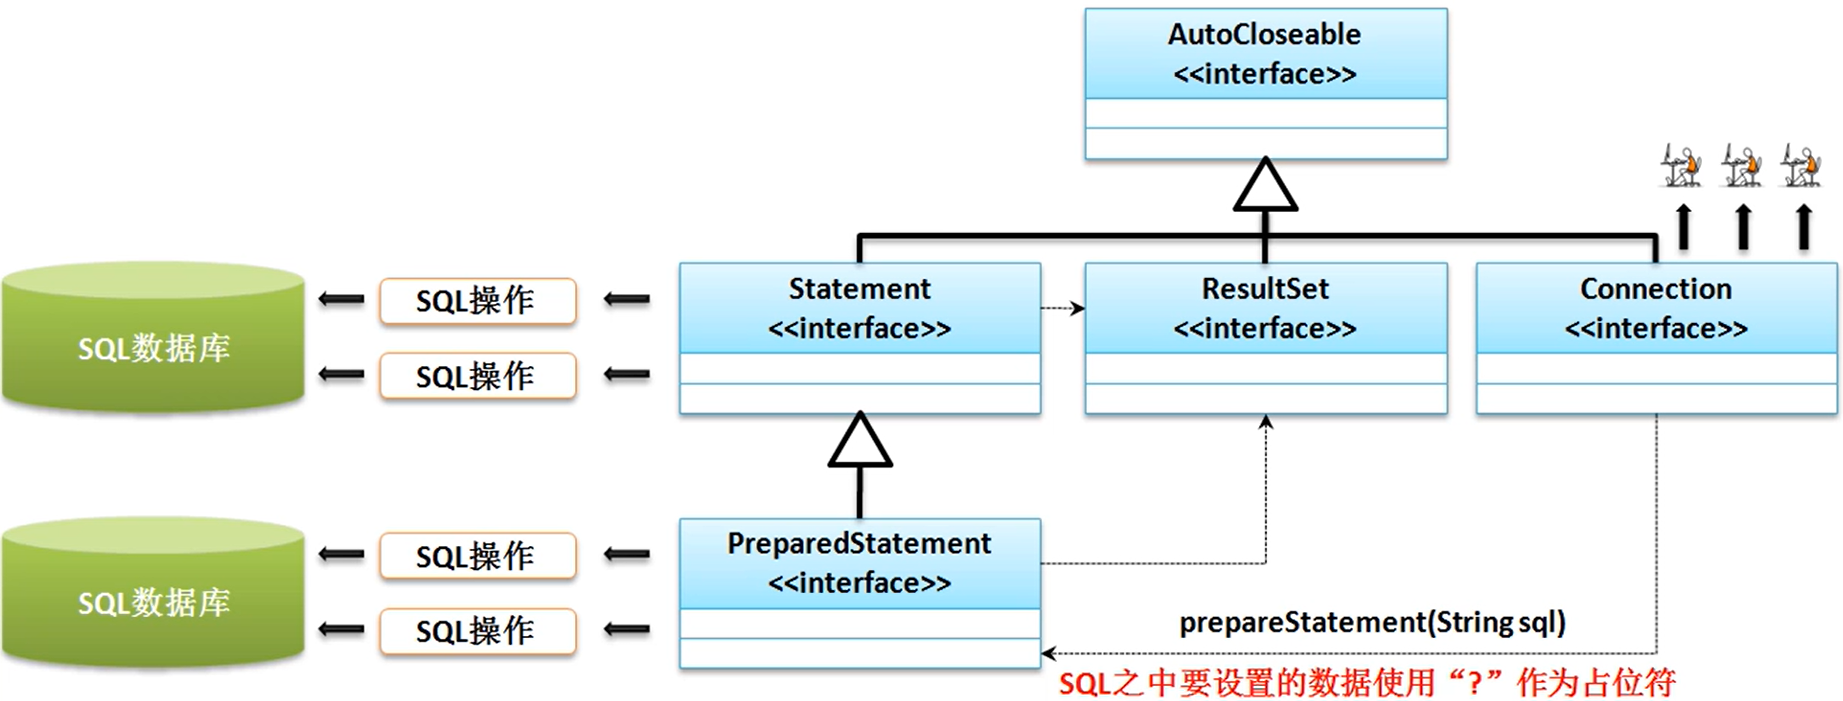 AutoCloseable
<<interface>>
SQL数据库
SQL操作
SQL操作
Statement
<<interface>>
ResultSet
<<interface>>
Connection
<<interface>>
SQL数据库
SQL操作
SQL操作
PreparedStatement
<<interface>>
prepareStatement(String sql)
SQL之中要设置的数据使用“?”作为占位符